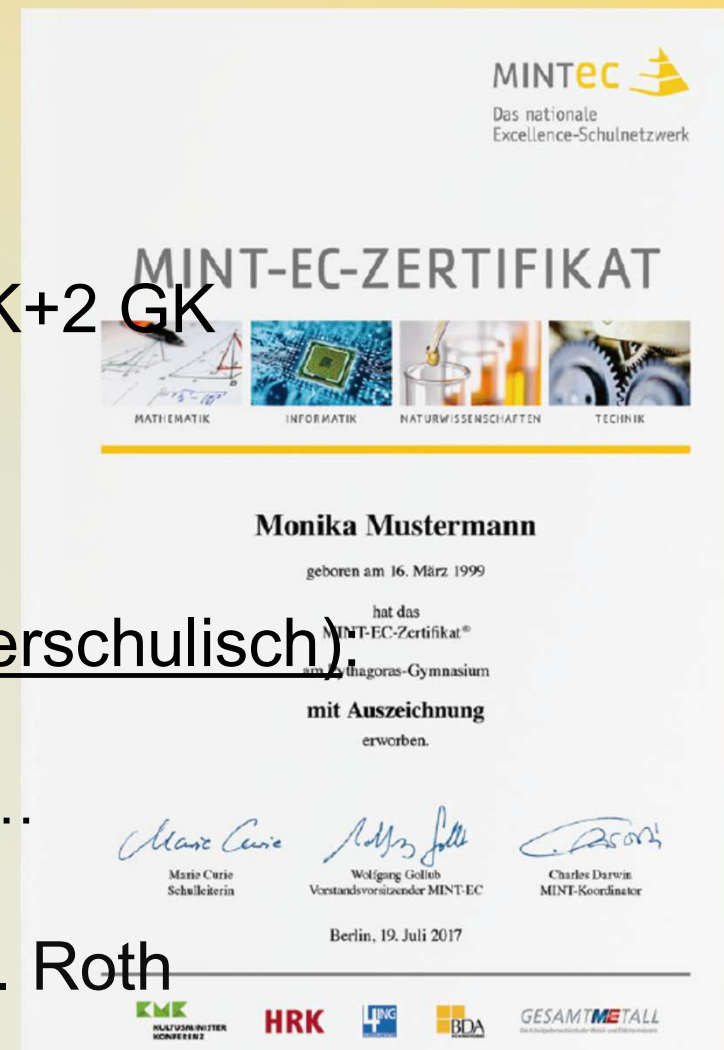 MINTec
Das nationale
Excellence-Schulnetzwerk
MINT-EC-ZERTIFIKAT
K+2 GK
MATHEMATIK INFORMATIK NATURWISSENSCHAFTEN TECHNIK
Monika Mustermann
geboren am 16. März 1999
hat das
MINT-EC-Zertifikat®
erschulisch):
am Pythagoras-Gymnasium
mit Auszeichnung
erworben.
...
Marie Curie
Schulleiterin
Wolfgang Gollub
Vorstandsvorsitzender MINT-EC
Charles Darwin
MINT-Koordinator
Berlin, 19. Juli 2017
. Roth
KMK
KULTUSMINISTER
KONFERENZ
HRK
4ING
BDA
GESAMTMETALL